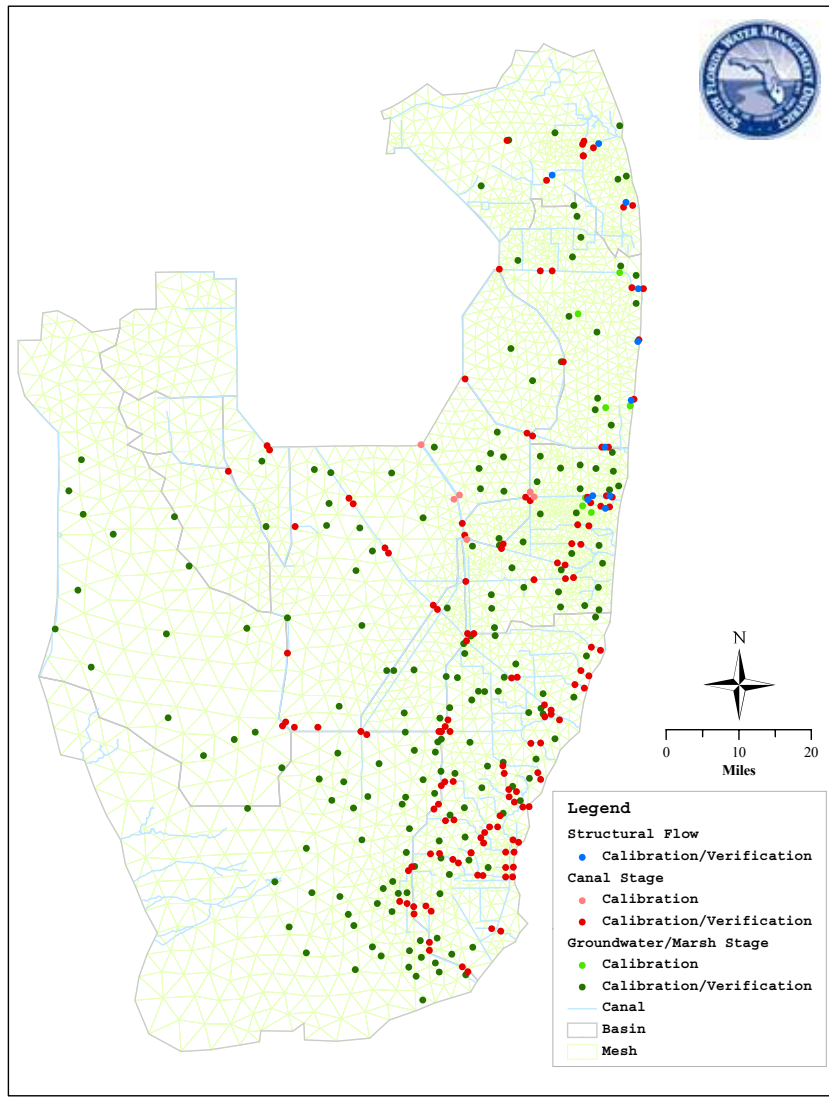 SOUTH FLORIDA WATER MANAGEMENT DISTRICT
N
0 10 20
Miles
Legend
Structural Flow
Calibration/Verification
Canal Stage
Calibration
Calibration/Verification
Groundwater/Marsh Stage
Calibration
Calibration/Verification
Canal
Basin
Mesh